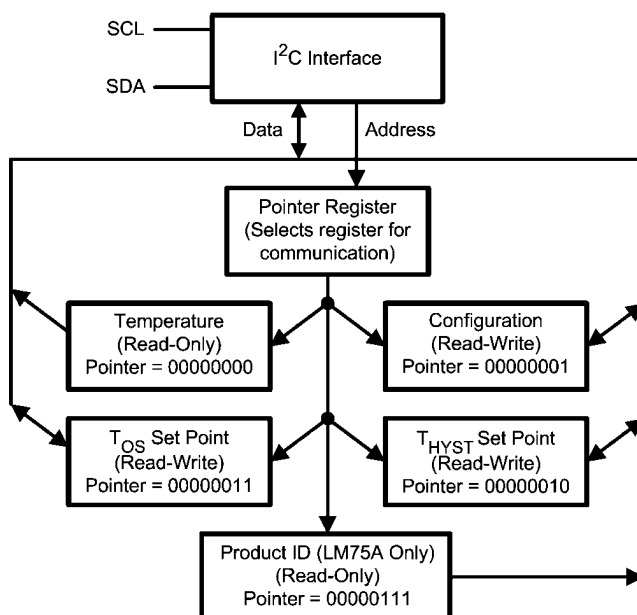 SCL
I²C Interface
SDA
Data
Address
Pointer Register
(Selects register for
communication)
Temperature
(Read-Only)
Pointer = 00000000
Configuration
(Read-Write)
Pointer = 00000001
TOS Set Point
(Read-Write)
Pointer = 00000011
THYST Set Point
(Read-Write)
Pointer = 00000010
Product ID (LM75A Only)
(Read-Only)
Pointer = 00000111